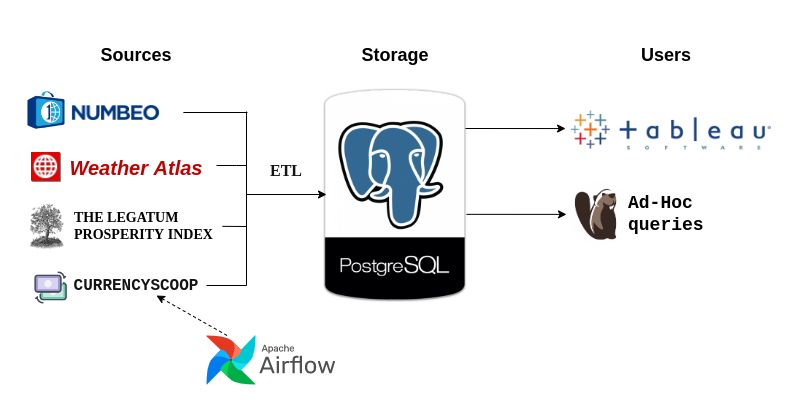 Sources
Storage
Users
NUMBEO
Weather Atlas
THE LEGATUM
PROSPERITY INDEX
CURRENCYSCOOP
Apache
Airflow
ETL
PostgreSQL
+ableau®
SOFTWARE
Ad-Hoc
queries